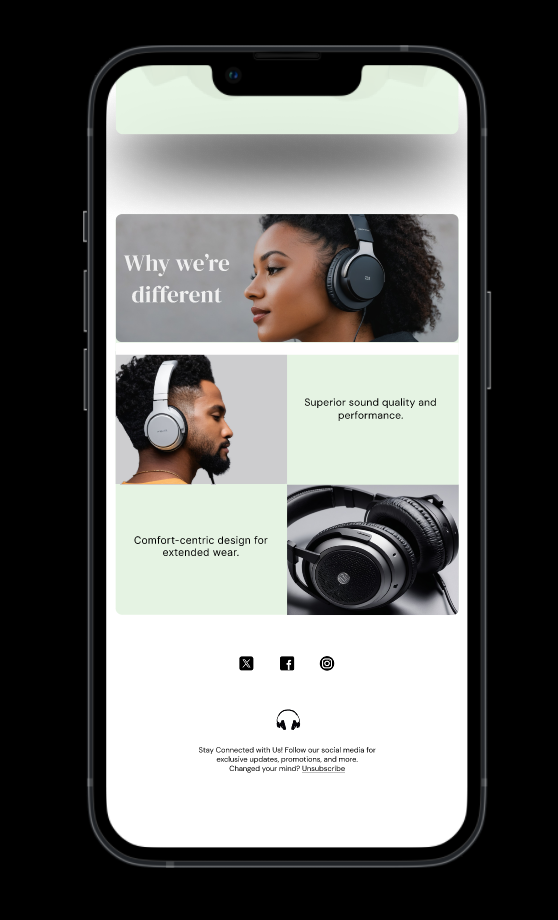 Why we're
different
Superior sound quality and
performance.
Comfort-centric design for
extended wear.
Stay Connected with Us! Follow our social media for
exclusive updates, promotions, and more.
Changed your mind? Unsubscribe